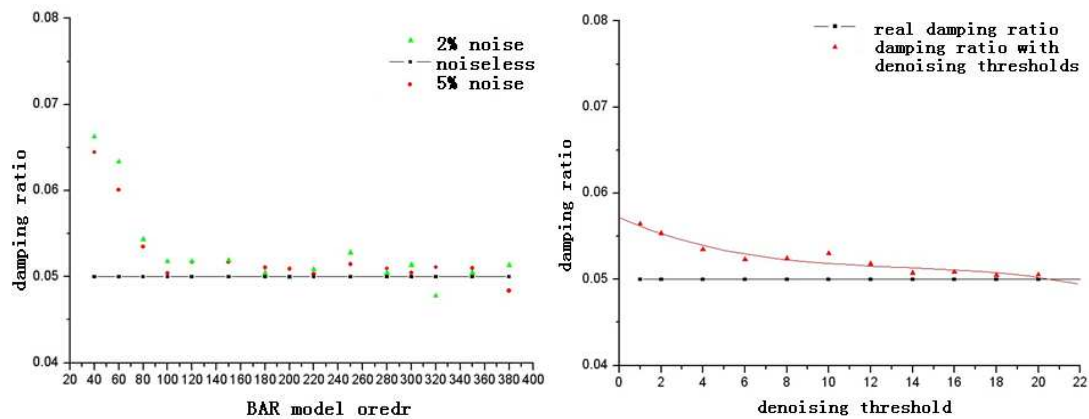 0.08
0.07
0.06
0.05
0.04
damping ratio
2% noise
noiseless
5% noise
20 40 60 80 100 120 140 160 180 200 220 240 260 280 300 320 340 350 380 400
BAR model oredr
0.08
0.07
0.06
0.05
0.04
damping ratio
real damping ratio
damping ratio with
denoising thresholds
0 2 4 6 8 10 12 14 16 18 20 22
denoising threshold